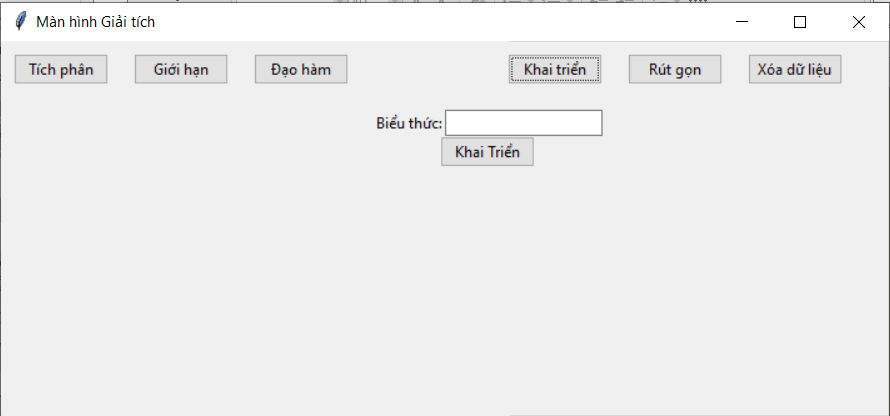 Màn hình Giải tích
Tích phân Giới hạn Đạo hàm Khai triển Rút gọn Xóa dữ liệu
Biểu thức:
Khai Triển